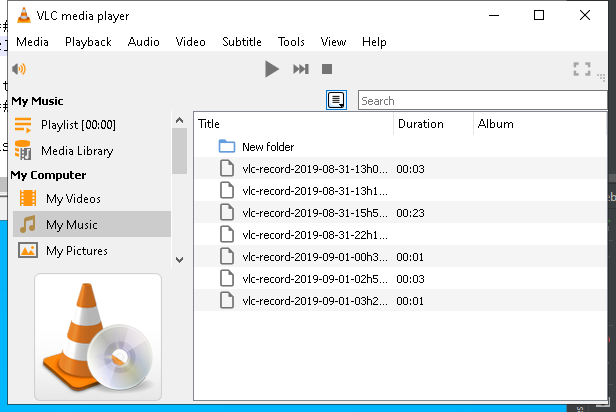 VLC media player
Media Playback Audio Video Subtitle Tools View Help
My Music
Search
Playlist [00:00]
Media Library
My Computer
My Videos
My Music
My Pictures
Title Duration Album
New folder
vlc-record-2019-08-31-13h0... 00:03
vlc-record-2019-08-31-13h1...
vlc-record-2019-08-31-15h5... 00:23
vlc-record-2019-08-31-22h1...
vlc-record-2019-09-01-00h3... 00:01
vlc-record-2019-09-01-02h5... 00:03
vlc-record-2019-09-01-03h2... 00:01